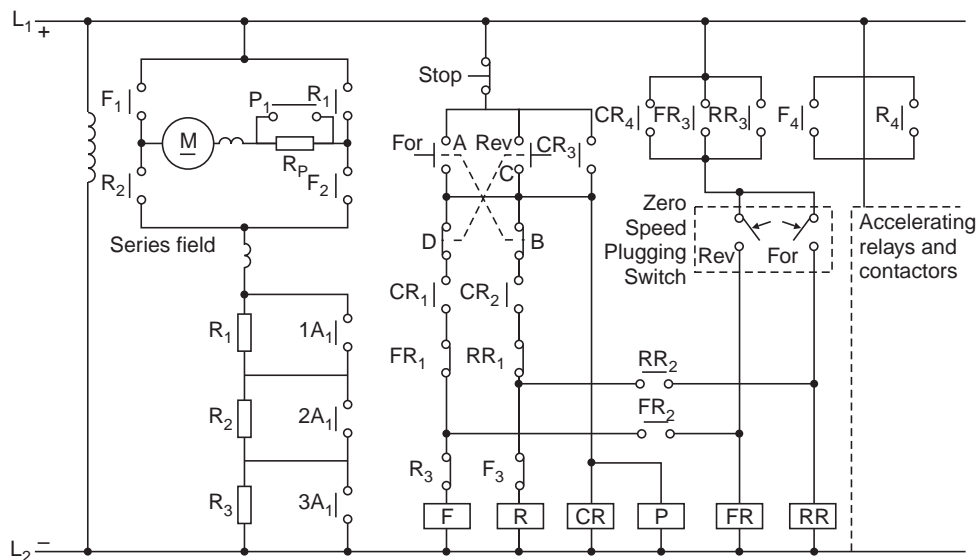 L₁ +
Stop
F₁ P₁ R₁
M
R_P
R₂ F₂
Series field
R₁ 1A₁
R₂ 2A₁
R₃ 3A₁
For A Rev CR₃
C
D B
CR₁ CR₂
FR₁ RR₁
RR₂
FR₂
R₃ F₃
CR₄ FR₃ RR₃ F₄ R₄
Zero
Speed
Plugging
Switch
Rev For
Accelerating
relays and
contactors
F R CR P FR RR
L₂ −